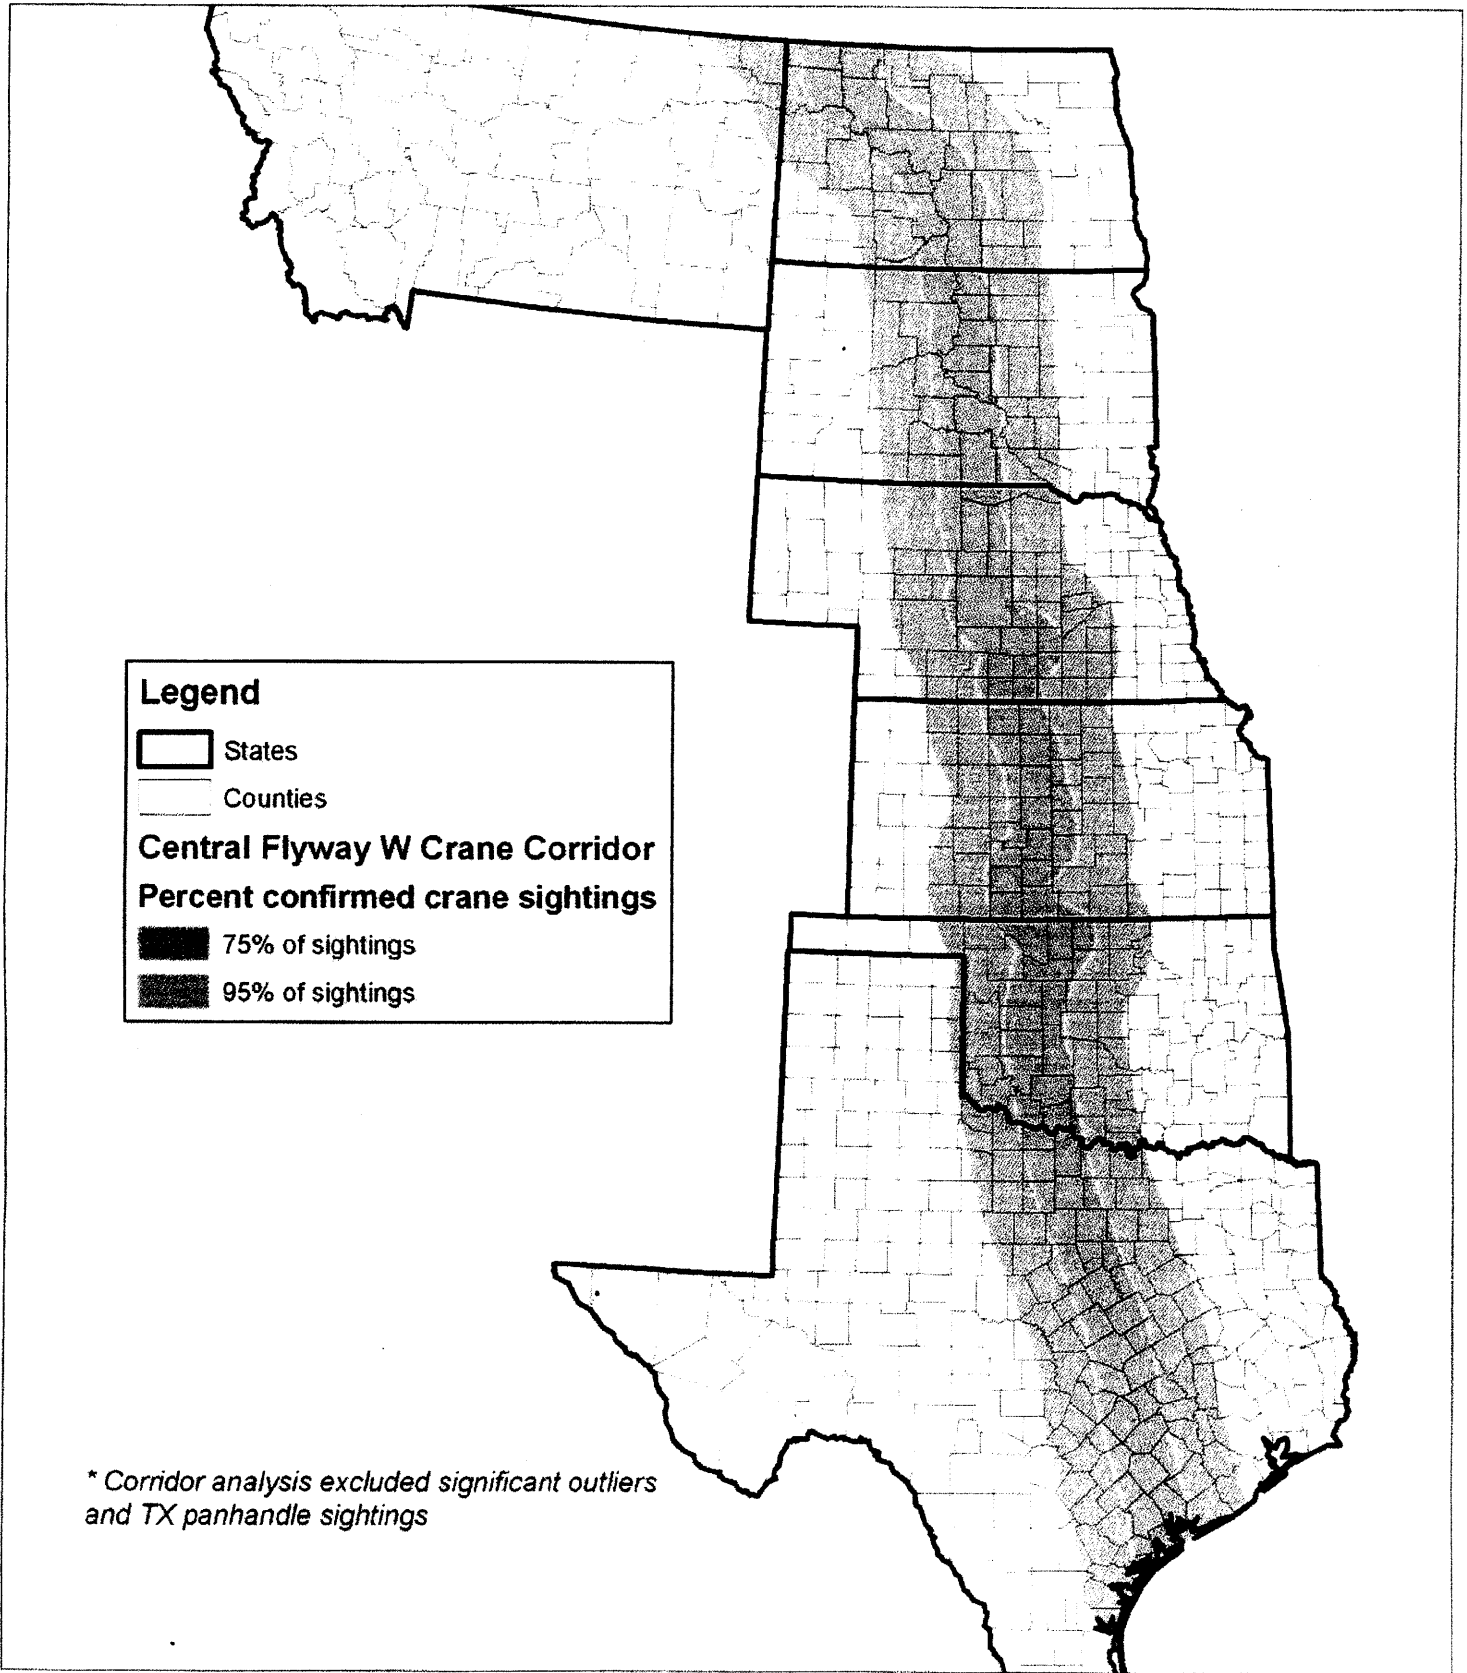 Legend
States
Counties
Central Flyway W Crane Corridor
Percent confirmed crane sightings
75% of sightings
95% of sightings
* Corridor analysis excluded significant outliers
and TX panhandle sightings